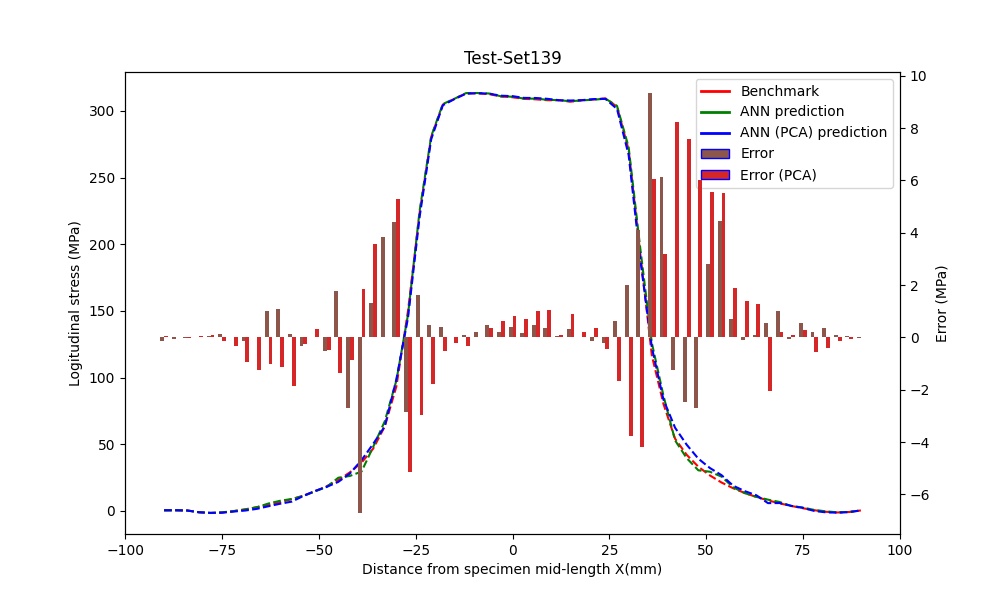 Test-Set139
Benchmark
ANN prediction
ANN (PCA) prediction
Error
Error (PCA)
Logitudinal stress (MPa)
300
250
200
150
100
50
0
10
8
6
4
2
0
−2
−4
−6
Error (MPa)
−100 −75 −50 −25 0 25 50 75 100
Distance from specimen mid-length X(mm)